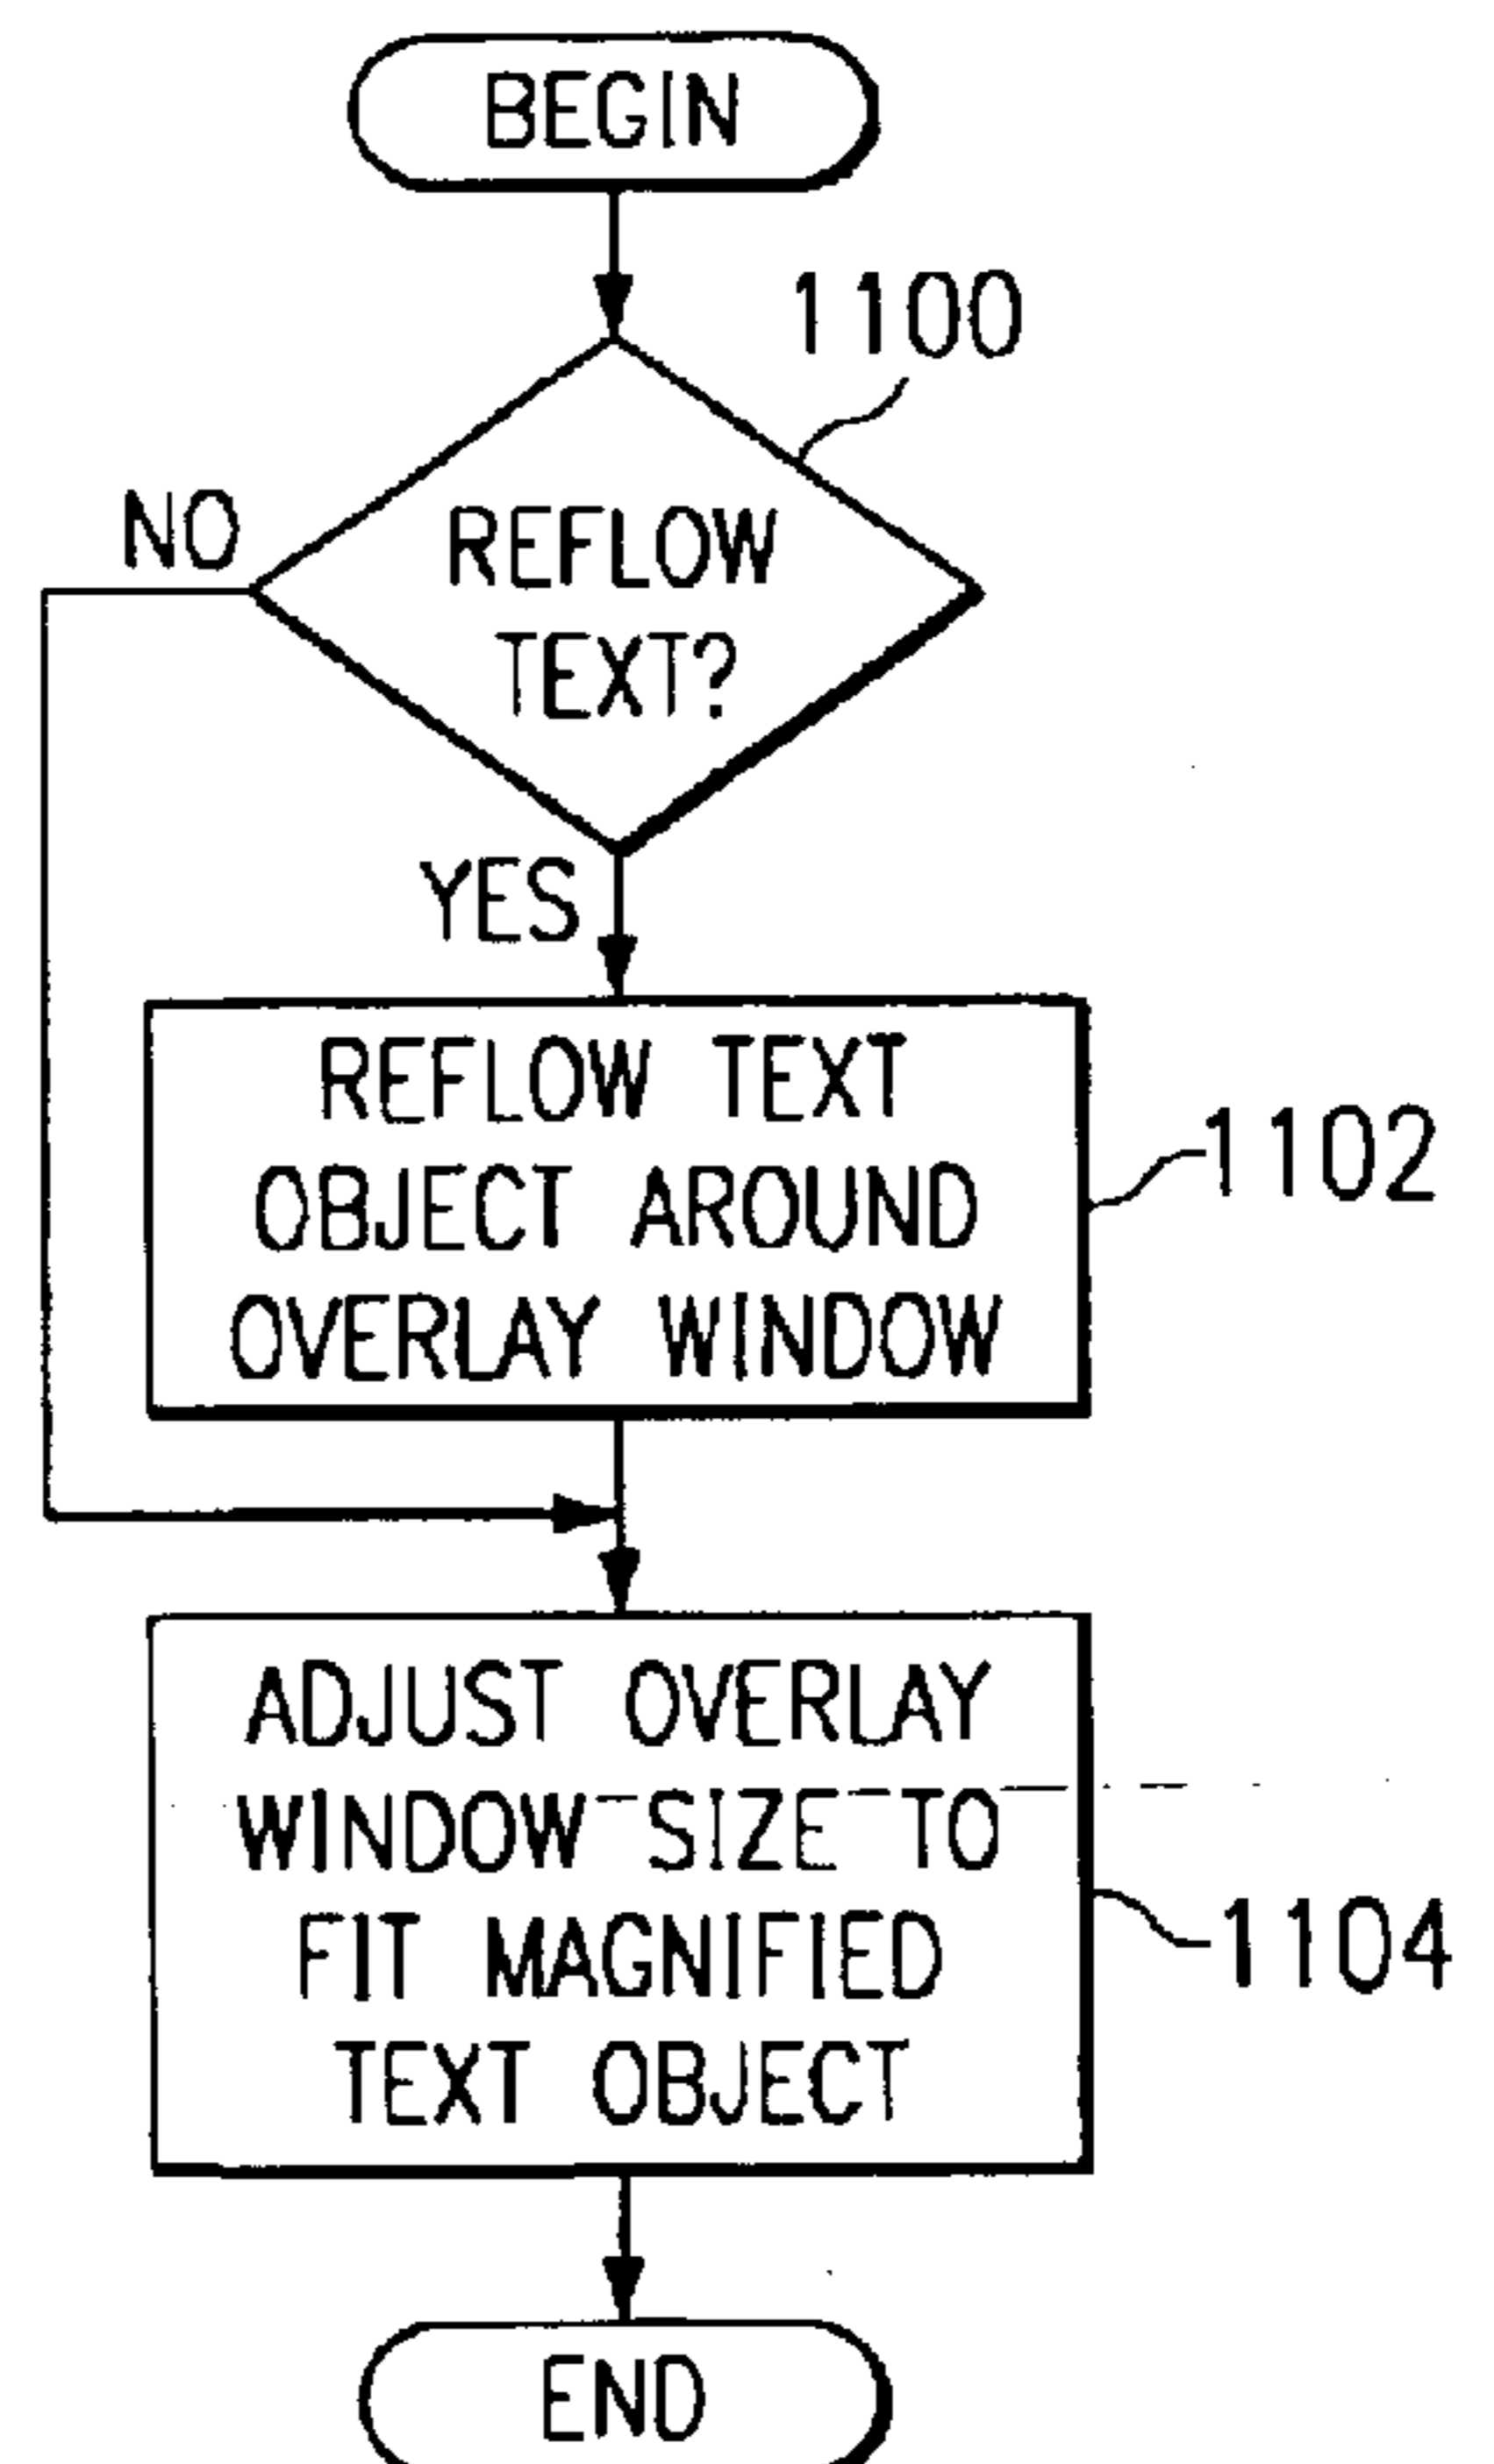 BEGIN
1100
NO
REFLOW
TEXT?
YES
REFLOW TEXT
OBJECT AROUND
OVERLAY WINDOW
1102
ADJUST OVERLAY
WINDOW SIZE TO
FIT MAGNIFIED
TEXT OBJECT
1104
END